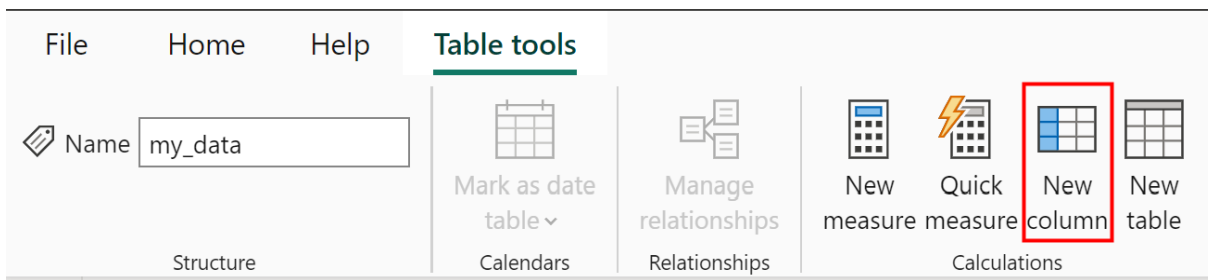 File Home Help Table tools
Name my_data
Mark as date
table
Manage
relationships
New
measure
Quick
measure
New
column
New
table
Structure Calendars Relationships Calculations